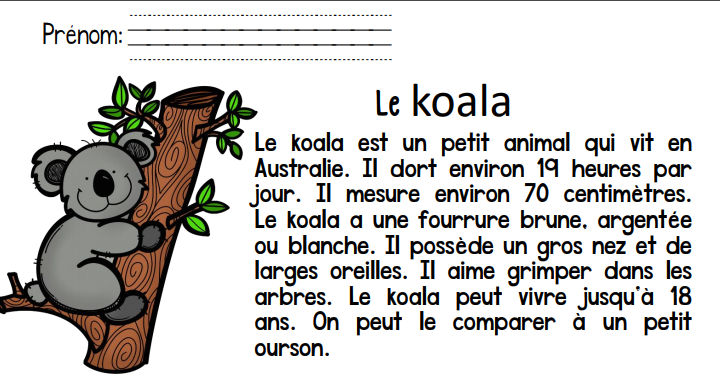 Prénom:
Le koala
Le koala est un petit animal qui vit en
Australie. Il dort environ 19 heures par
jour. Il mesure environ 70 centimètres.
Le koala a une fourrure brune, argentée
ou blanche. Il possède un gros nez et de
larges oreilles. Il aime grimper dans les
arbres. Le koala peut vivre jusqu'à 18
ans. On peut le comparer à un petit
ourson.